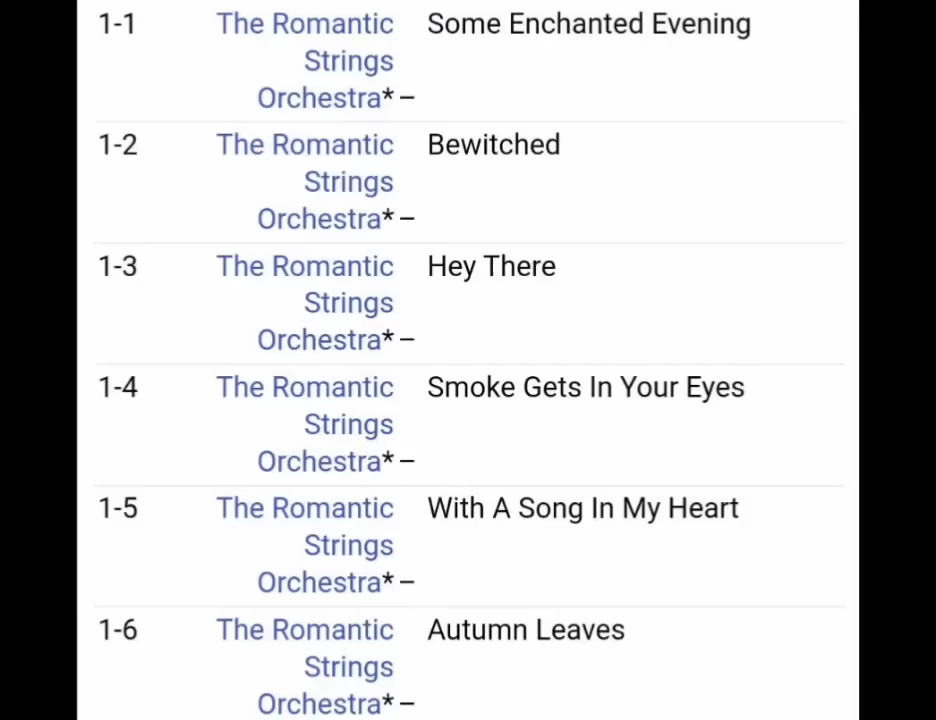 1-1 The Romantic Some Enchanted Evening
Strings
Orchestra* –
1-2 The Romantic Bewitched
Strings
Orchestra* –
1-3 The Romantic Hey There
Strings
Orchestra* –
1-4 The Romantic Smoke Gets In Your Eyes
Strings
Orchestra* –
1-5 The Romantic With A Song In My Heart
Strings
Orchestra* –
1-6 The Romantic Autumn Leaves
Strings
Orchestra* –